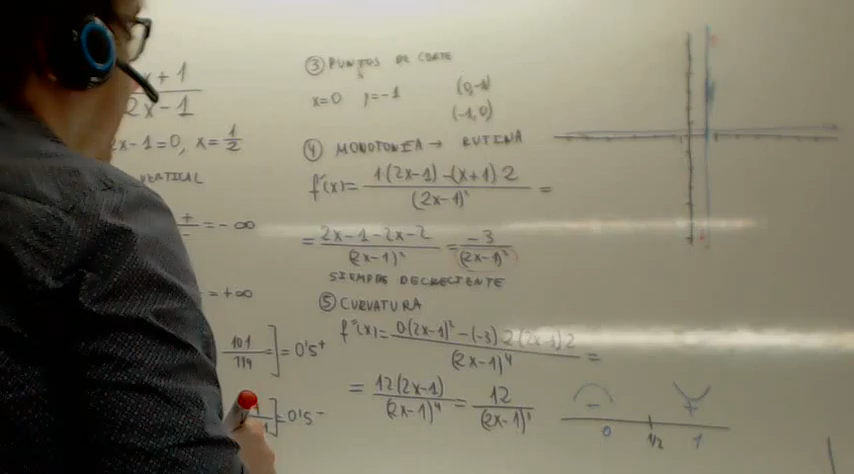 x+1
2x-1
2x-1=0, x=1/2
VERTICAL
+/- = -∞
= +∞
101/199 ] = 0'5⁺
] = 0'5⁻
③ PUNTOS DE CORTE
x=0 y=-1 (0,-1)
(-1,0)
④ MONOTONIA → RUTINA
f'(x)= 1(2x-1)-(x+1)2 / (2x-1)² =
= 2x-1-2x-2 / (2x-1)² = -3 / (2x-1)²
SIEMPRE DECRECIENTE
⑤ CURVATURA
f''(x)= 0(2x-1)²-(-3)2(2x-1)2 / (2x-1)⁴ =
= 12(2x-1) / (2x-1)⁴ = 12 / (2x-1)³
- +
0 1/2 1